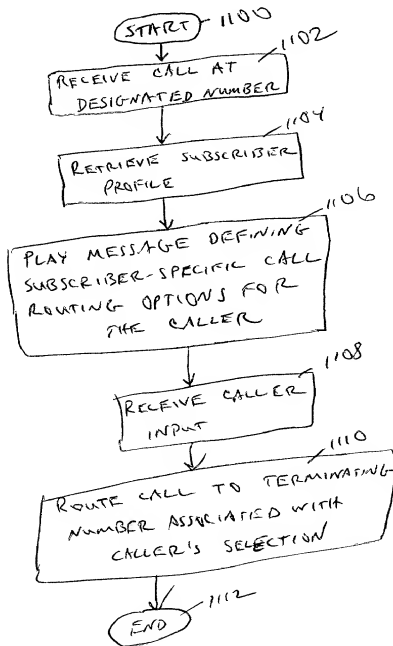 START 1100
1102
RECEIVE CALL AT
DESIGNATED NUMBER
1104
RETRIEVE SUBSCRIBER
PROFILE
1106
PLAY MESSAGE DEFINING
SUBSCRIBER-SPECIFIC CALL
ROUTING OPTIONS FOR
THE CALLER
1108
RECEIVE CALLER
INPUT
1110
ROUTE CALL TO TERMINATING
NUMBER ASSOCIATED WITH
CALLER'S SELECTION
1112
END